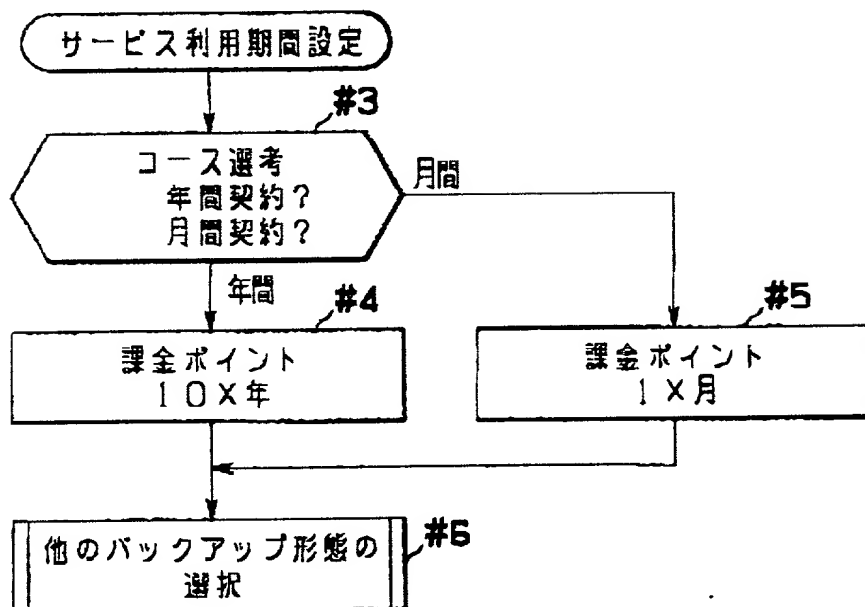 サービス利用期間設定
#3
コース選考
年間契約?
月間契約?
月間
年間
#4
課金ポイント
10X年
#5
課金ポイント
1X月
他のバックアップ形態の
選択
#6